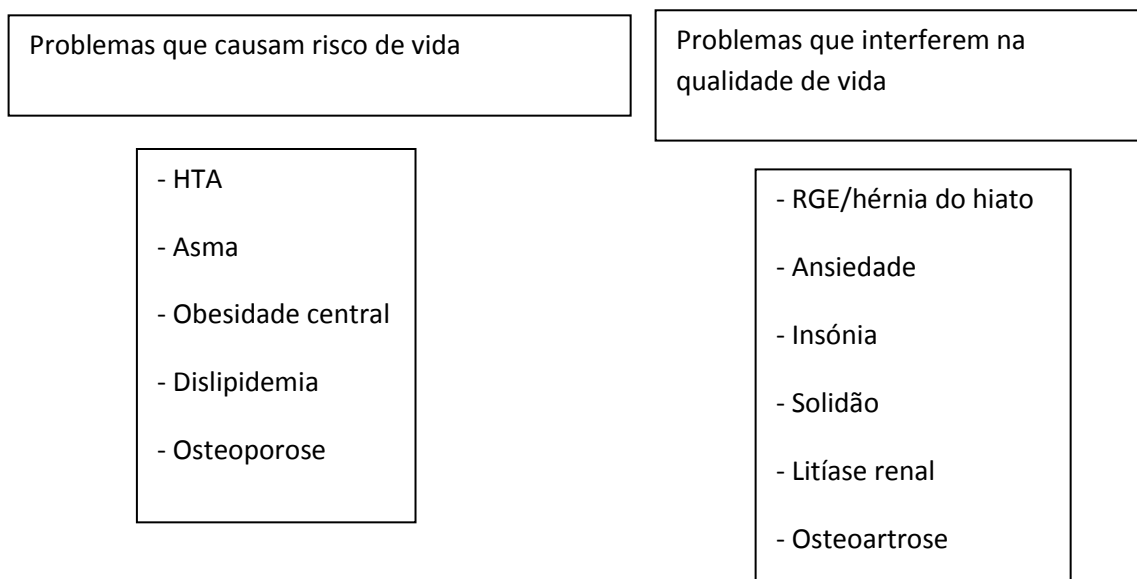 Problemas que causam risco de vida
- HTA
- Asma
- Obesidade central
- Dislipidemia
- Osteoporose
Problemas que interferem na
qualidade de vida
- RGE/hérnia do hiato
- Ansiedade
- Insónia
- Solidão
- Litíase renal
- Osteoartrose